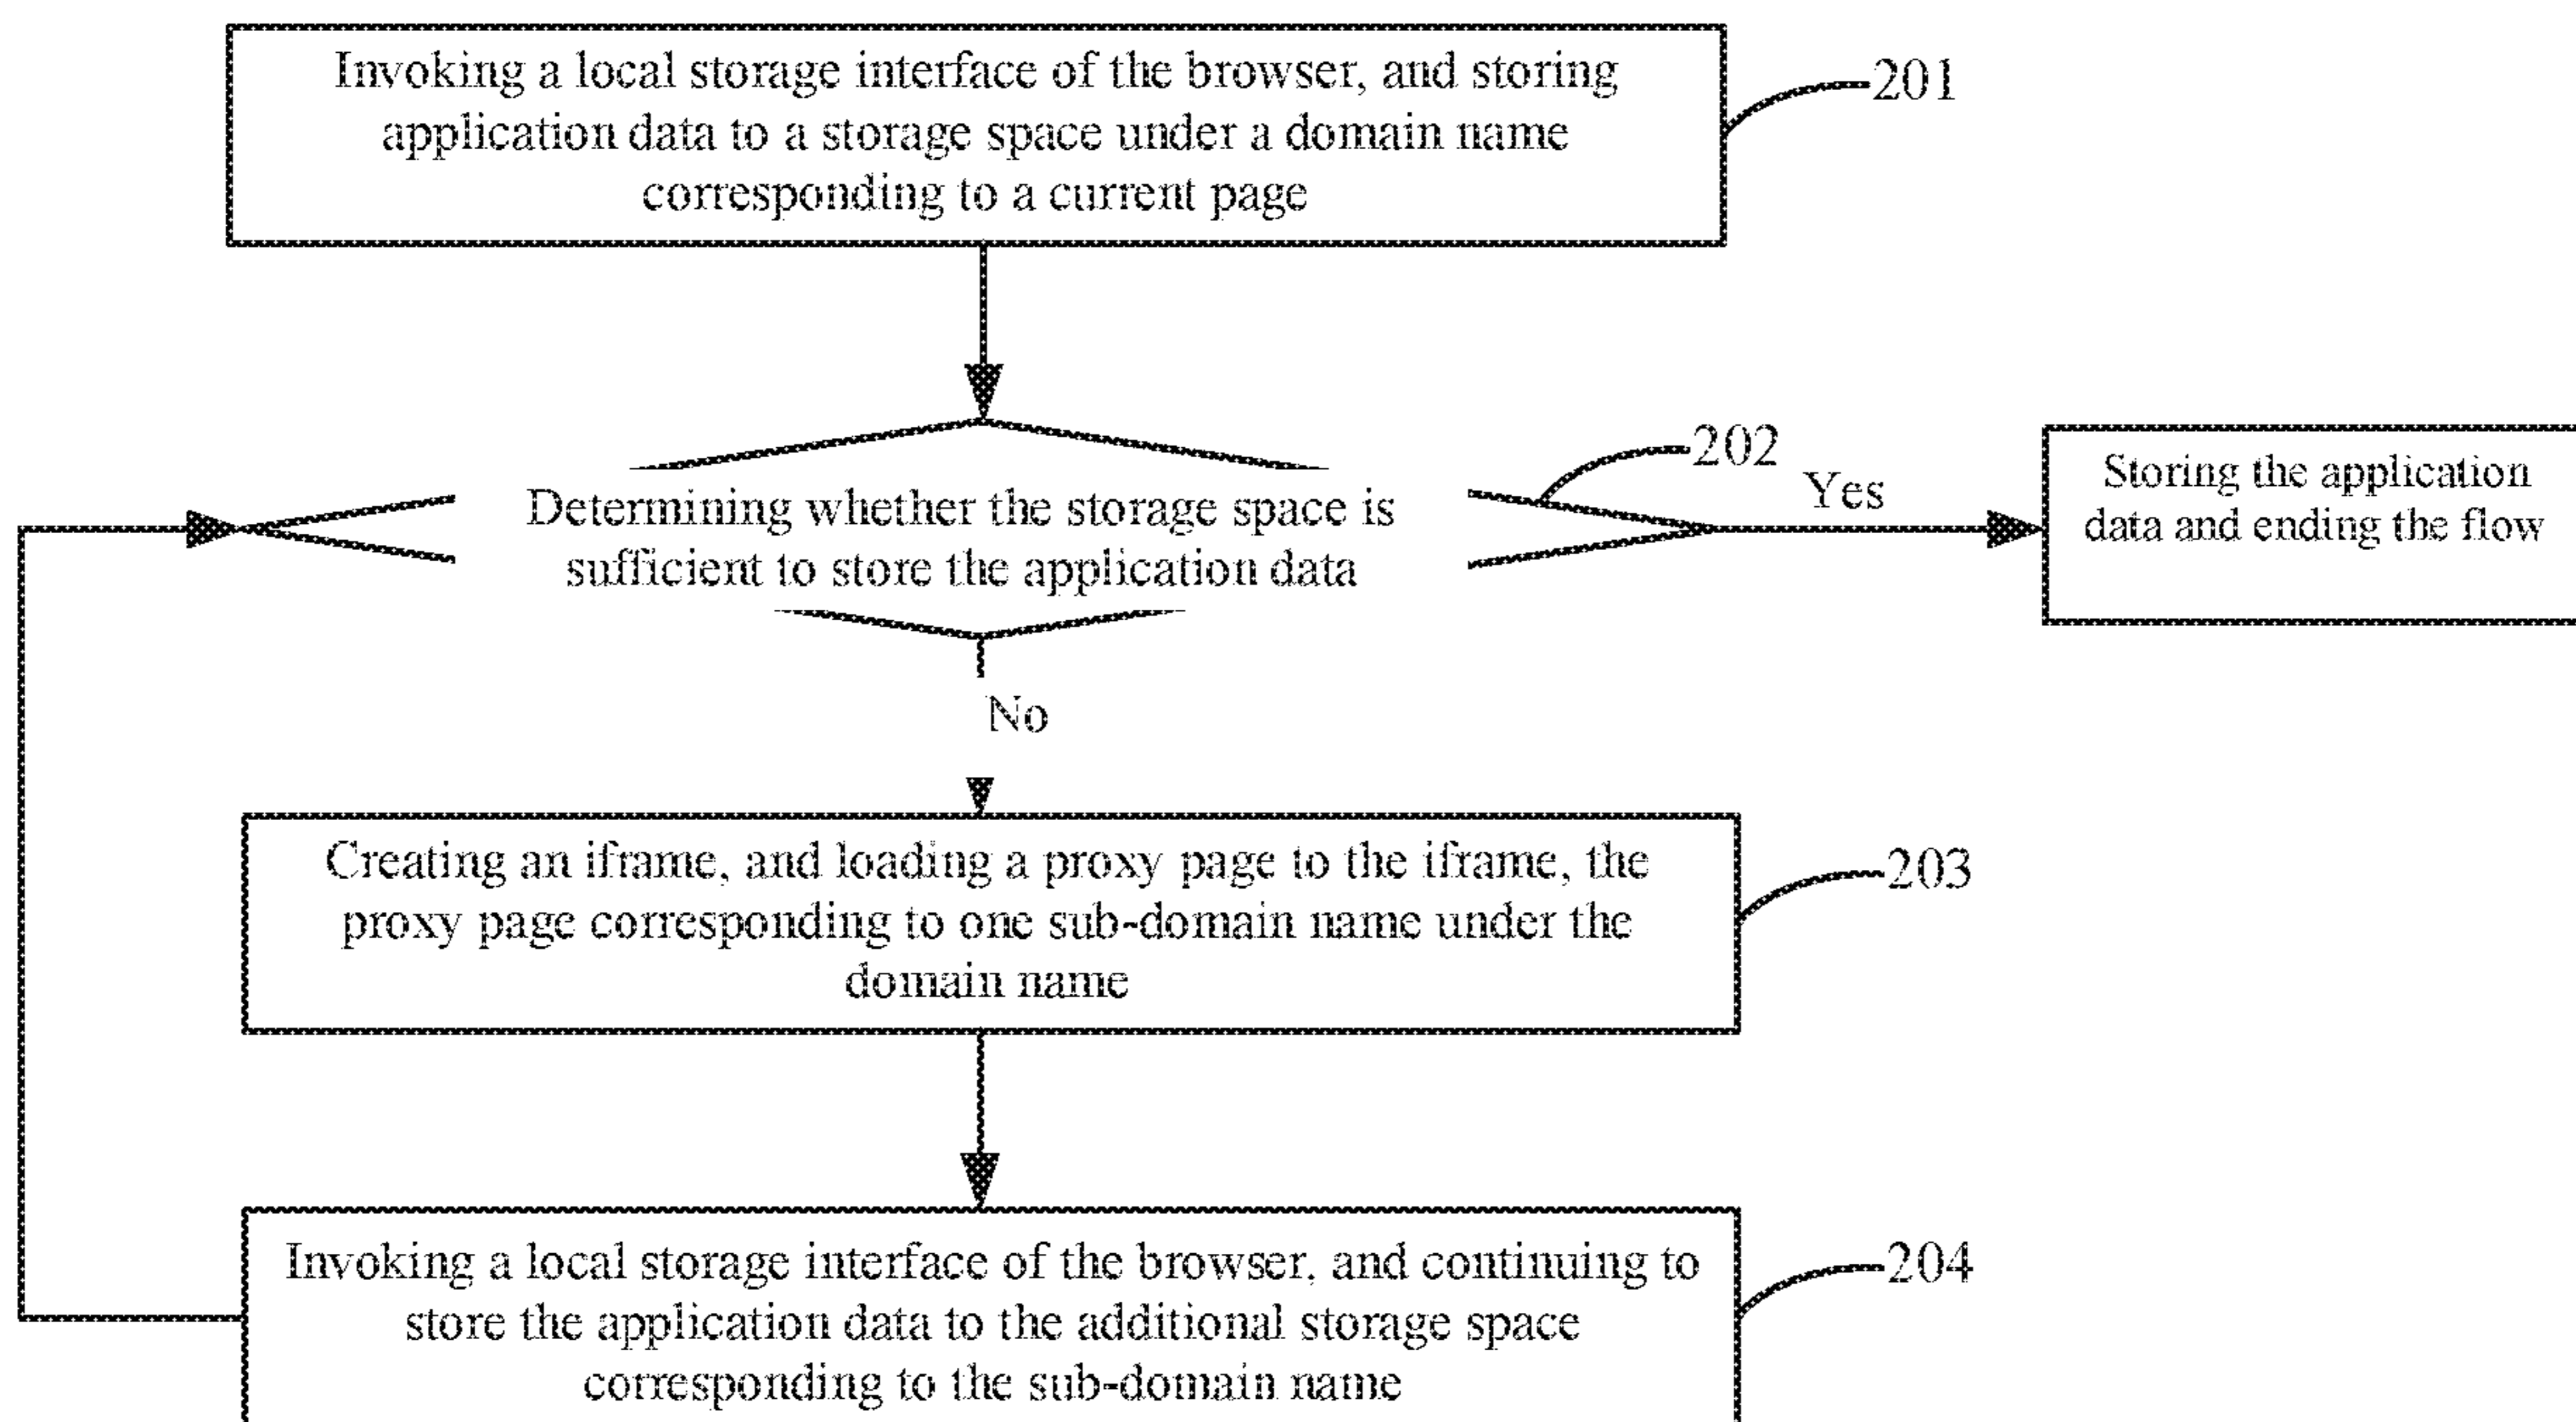 Invoking a local storage interface of the browser, and storing
application data to a storage space under a domain name
corresponding to a current page
201
202
Yes
Determining whether the storage space is
sufficient to store the application data
Storing the application
data and ending the flow
No
Creating an iframe, and loading a proxy page to the iframe, the
proxy page corresponding to one sub-domain name under the
domain name
203
Invoking a local storage interface of the browser, and continuing to
store the application data to the additional storage space
corresponding to the sub-domain name
204